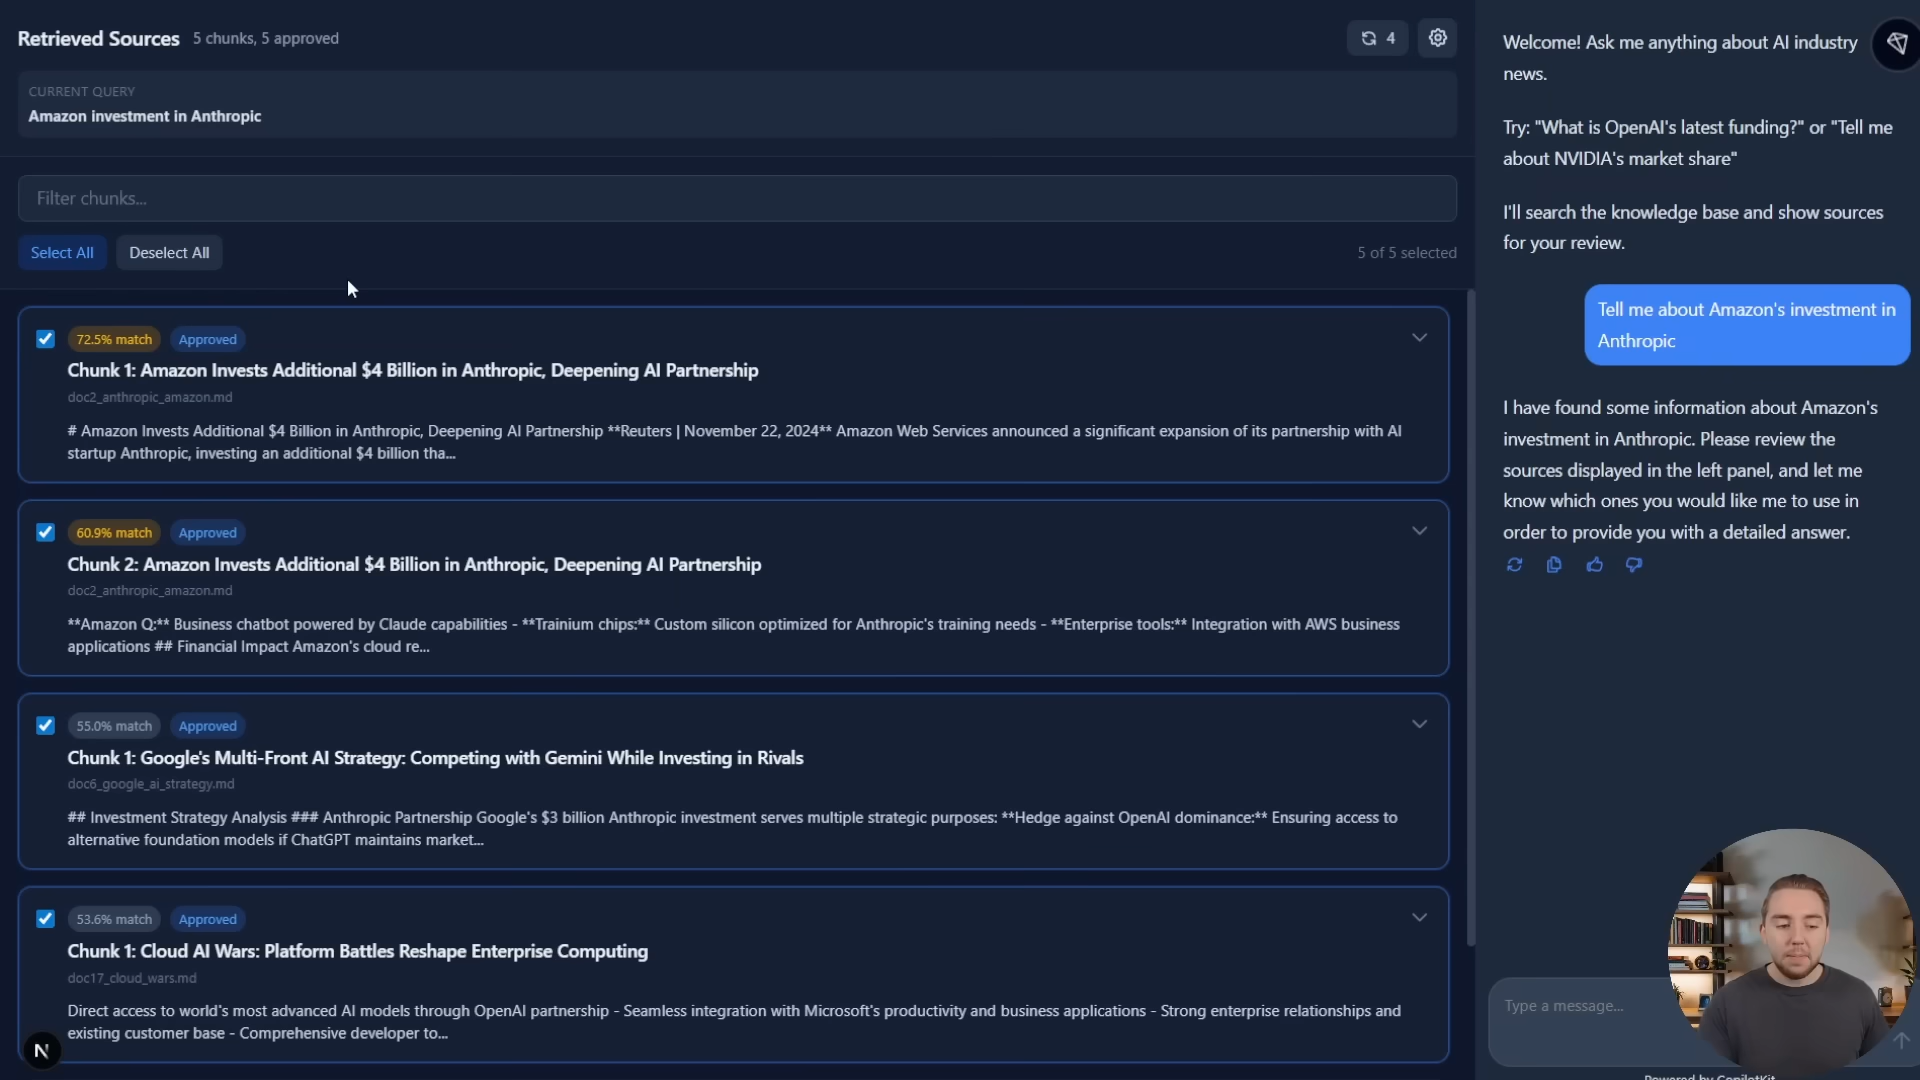 Retrieved Sources
5 chunks, 5 approved
4
CURRENT QUERY
Amazon investment in Anthropic
Filter chunks...
Select All
Deselect All
5 of 5 selected
72.5% match
Approved
Chunk 1: Amazon Invests Additional $4 Billion in Anthropic, Deepening AI Partnership
doc2_anthropic_amazon.md
# Amazon Invests Additional $4 Billion in Anthropic, Deepening AI Partnership **Reuters | November 22, 2024** Amazon Web Services announced a significant expansion of its partnership with AI
startup Anthropic, investing an additional $4 billion tha...
60.9% match
Approved
Chunk 2: Amazon Invests Additional $4 Billion in Anthropic, Deepening AI Partnership
doc2_anthropic_amazon.md
**Amazon Q:** Business chatbot powered by Claude capabilities - **Trainium chips:** Custom silicon optimized for Anthropic's training needs - **Enterprise tools:** Integration with AWS business
applications ## Financial Impact Amazon's cloud re...
55.0% match
Approved
Chunk 1: Google's Multi-Front AI Strategy: Competing with Gemini While Investing in Rivals
doc6_google_ai_strategy.md
## Investment Strategy Analysis ### Anthropic Partnership Google's $3 billion Anthropic investment serves multiple strategic purposes: **Hedge against OpenAI dominance:** Ensuring access to
alternative foundation models if ChatGPT maintains market...
53.6% match
Approved
Chunk 1: Cloud AI Wars: Platform Battles Reshape Enterprise Computing
doc17_cloud_wars.md
Direct access to world's most advanced AI models through OpenAI partnership - Seamless integration with Microsoft's productivity and business applications - Strong enterprise relationships and
existing customer base - Comprehensive developer to...
N
Welcome! Ask me anything about AI industry
news.
Try: "What is OpenAI's latest funding?" or "Tell me
about NVIDIA's market share"
I'll search the knowledge base and show sources
for your review.
Tell me about Amazon's investment in
Anthropic
I have found some information about Amazon's
investment in Anthropic. Please review the
sources displayed in the left panel, and let me
know which ones you would like me to use in
order to provide you with a detailed answer.
Type a message...
Powered by CopilotKit